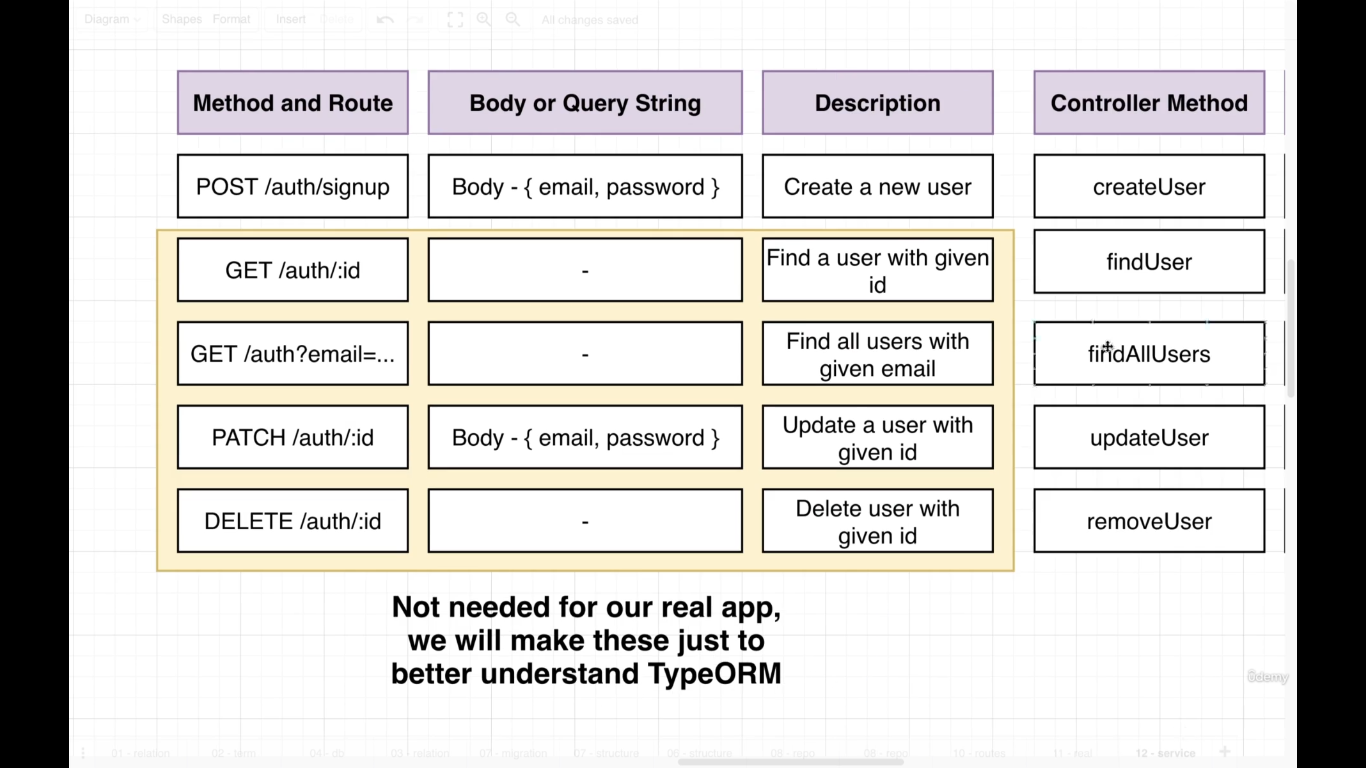 Diagram
Shapes
Format
Insert
Delete
All changes saved
Method and Route
Body or Query String
Description
Controller Method
POST /auth/signup
Body - { email, password }
Create a new user
createUser
GET /auth/:id
-
Find a user with given
id
findUser
GET /auth?email=...
-
Find all users with
given email
findAllUsers
PATCH /auth/:id
Body - { email, password }
Update a user with
given id
updateUser
DELETE /auth/:id
-
Delete user with
given id
removeUser
Not needed for our real app,
we will make these just to
better understand TypeORM
ûdemy
01 - relation
02 - term
04 - db
03 - relation
07 - migration
07 - structure
06 - structure
08 - repo
08 - repo
10 - routes
11 - real
12 - service